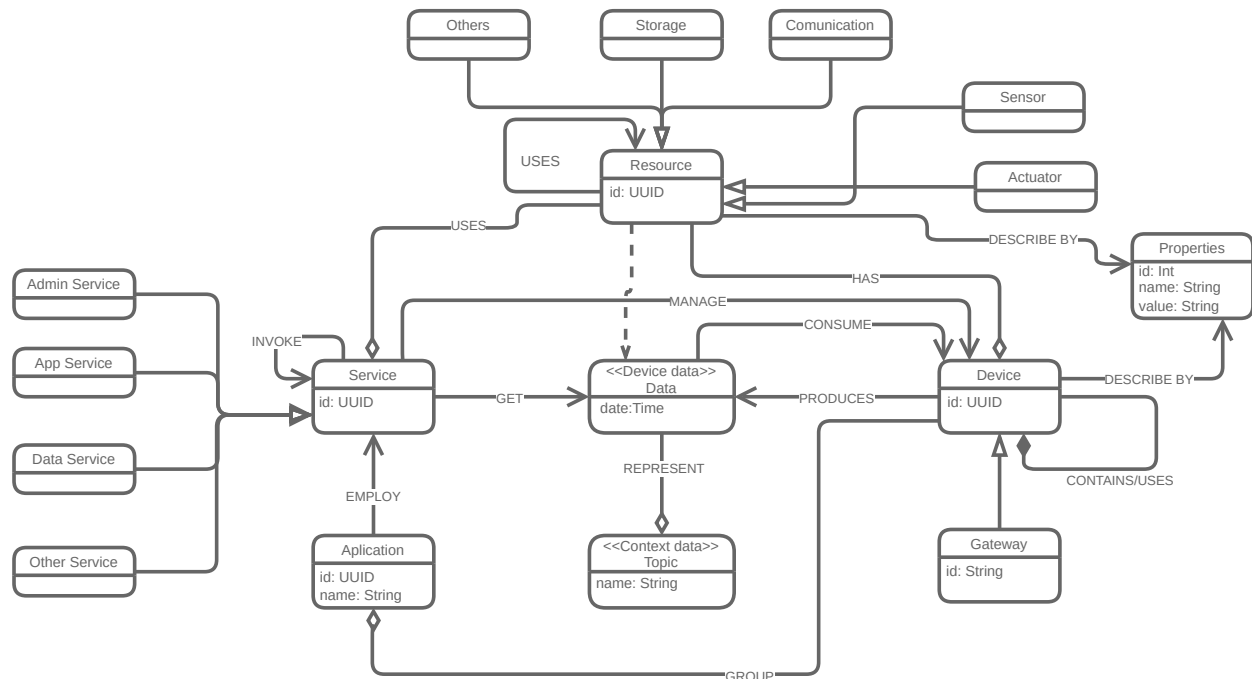 Others
Storage
Comunication
Sensor
USES
Resource
id: UUID
Actuator
USES
DESCRIBE BY
Properties
id: Int
name: String
value: String
HAS
Admin Service
MANAGE
CONSUME
INVOKE
App Service
Service
id: UUID
<<Device data>>
Data
date:Time
Device
id: UUID
DESCRIBE BY
GET
PRODUCES
Data Service
REPRESENT
CONTAINS/USES
EMPLOY
Other Service
Aplication
id: UUID
name: String
<<Context data>>
Topic
name: String
Gateway
id: String
GROUP